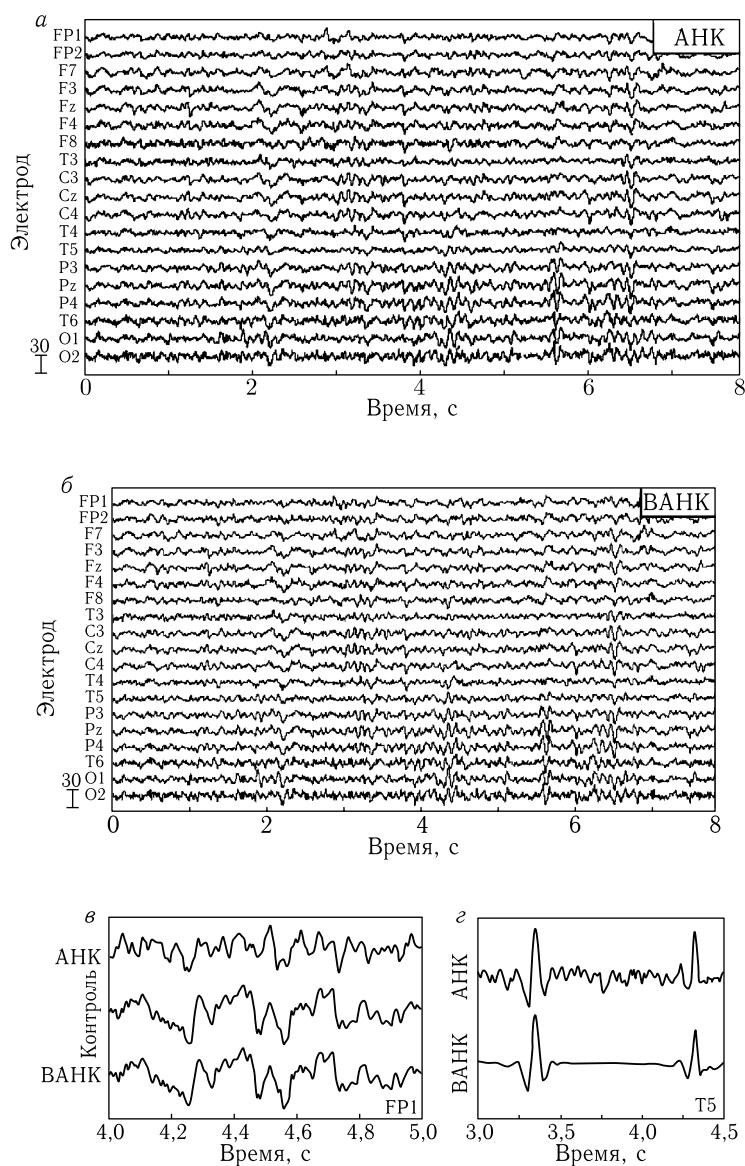 а
АНК
FP1
FP2
F7
F3
Fz
F4
F8
T3
C3
Cz
C4
T4
T5
P3
Pz
P4
T6
O1
O2
Электрод
30
0 2 4 6 8
Время, с
б
ВАНК
FP1
FP2
F7
F3
Fz
F4
F8
T3
C3
Cz
C4
T4
T5
P3
Pz
P4
T6
O1
O2
Электрод
30
0 2 4 6 8
Время, с
в
АНК
Контроль
ВАНК
FP1
4,0 4,2 4,4 4,6 4,8 5,0
Время, с
г
АНК
ВАНК
T5
3,0 3,5 4,0 4,5
Время, с